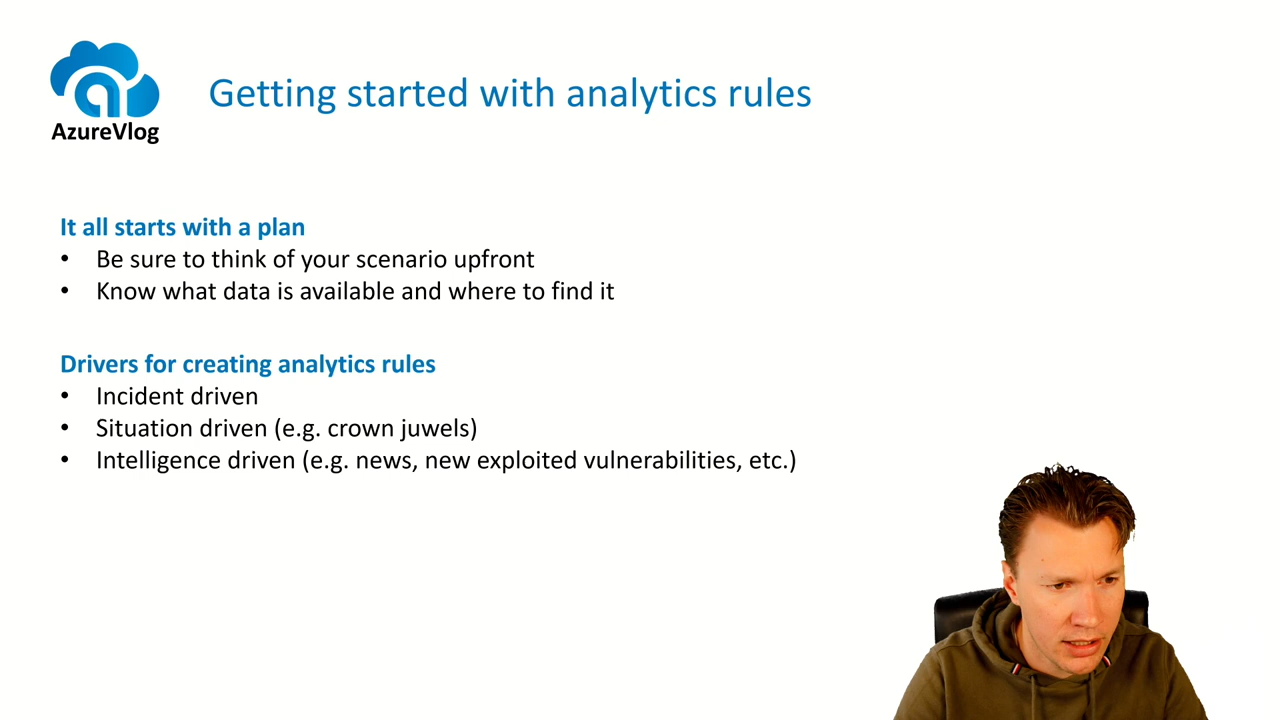 AzureVlog
Getting started with analytics rules
It all starts with a plan
• Be sure to think of your scenario upfront
• Know what data is available and where to find it
Drivers for creating analytics rules
• Incident driven
• Situation driven (e.g. crown juwels)
• Intelligence driven (e.g. news, new exploited vulnerabilities, etc.)